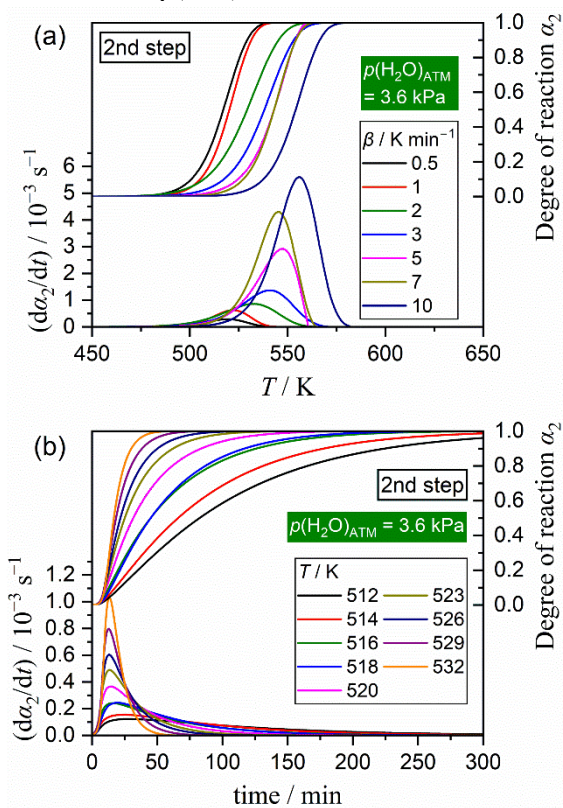 (a)
2nd step
p(H₂O)ATM
= 3.6 kPa
β / K min⁻¹
0.5
1
2
3
5
7
10
((dα₂/dt) / 10⁻³ s⁻¹
6
5
4
3
2
1
0
1.0
0.8
0.6
0.4
0.2
0.0
Degree of reaction α₂
450 500 550 600 650
T / K
(b)
2nd step
p(H₂O)ATM = 3.6 kPa
T / K
512 523
514 526
516 529
518 532
520
((dα₂/dt) / 10⁻³ s⁻¹
1.2
1.0
0.8
0.6
0.4
0.2
0.0
1.0
0.8
0.6
0.4
0.2
0.0
Degree of reaction α₂
0 50 100 150 200 250 300
time / min